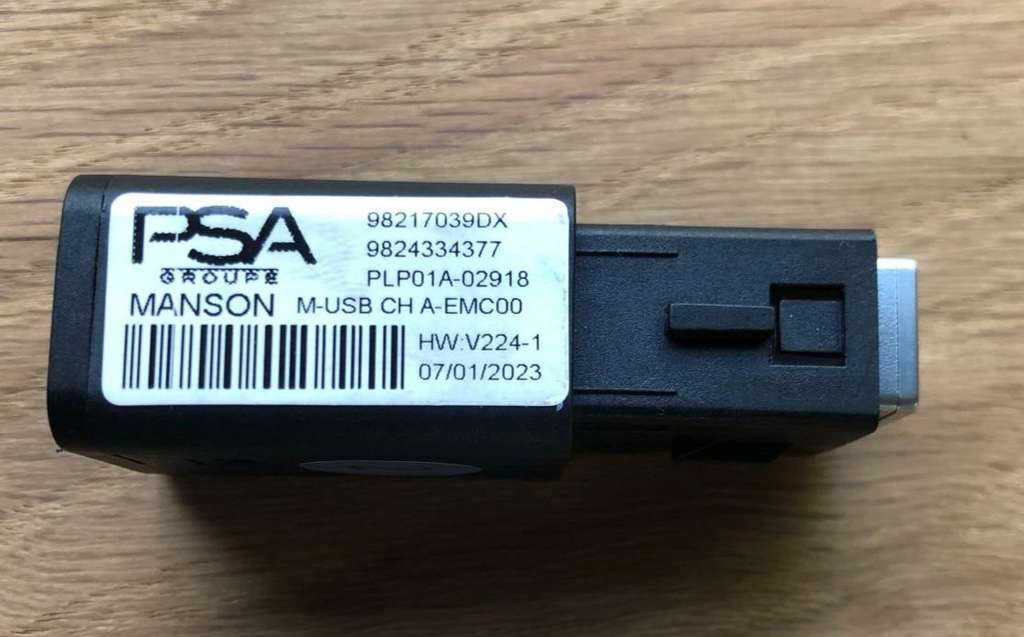 PSA
GROUPE
98217039DX
9824334377
PLP01A-02918
MANSON M-USB CH A-EMC00
HW:V224-1
07/01/2023